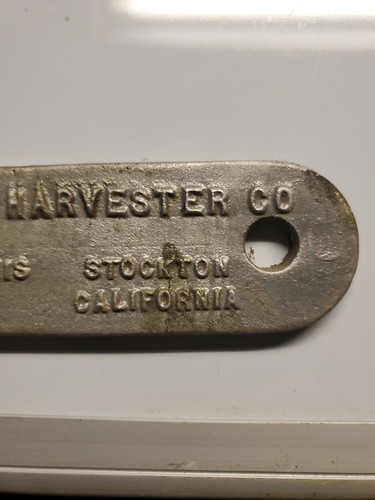 HARVESTER CO
IS STOCKTON
CALIFORNIA